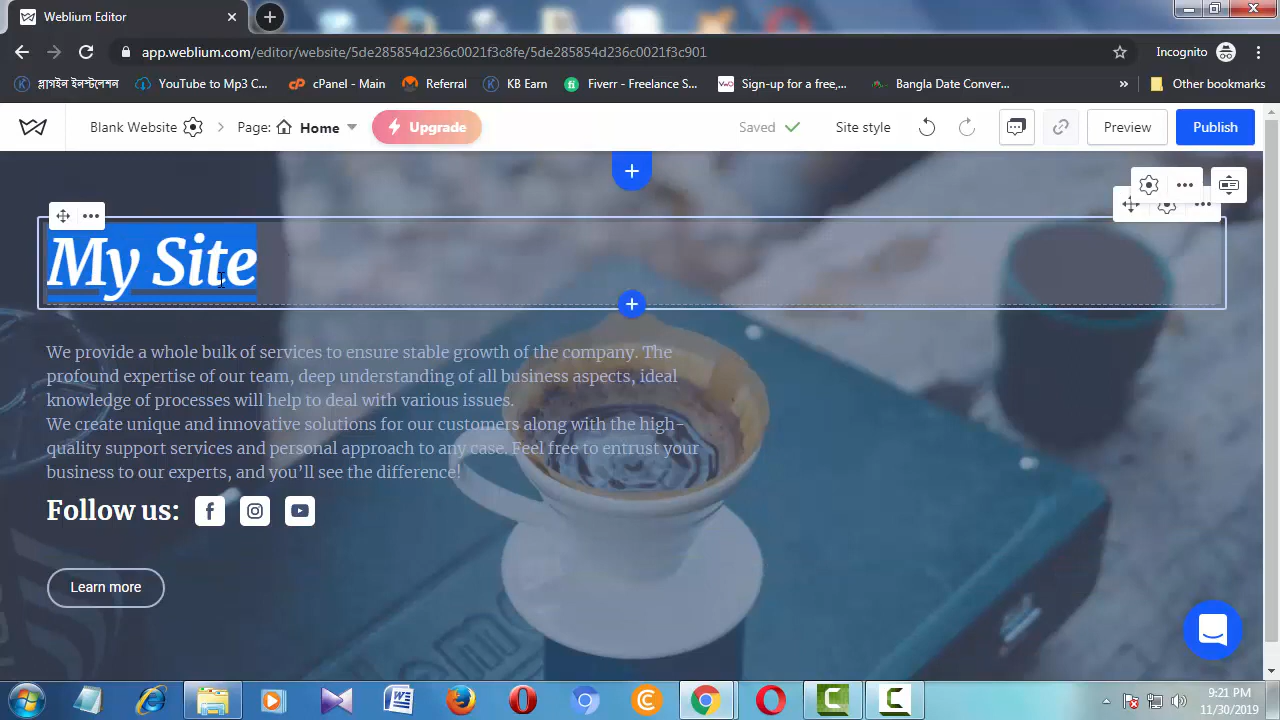 Weblium Editor
app.weblium.com/editor/website/5de285854d236c0021f3c8fe/5de285854d236c0021f3c901
Incognito
প্লাগইন ইনস্টলেশন
YouTube to Mp3 C...
cPanel - Main
Referral
KB Earn
Fiverr - Freelance S...
Sign-up for a free,...
Bangla Date Conver...
»
Other bookmarks
Blank Website
Page: Home
Upgrade
Saved
Site style
Preview
Publish
My Site
We provide a whole bulk of services to ensure stable growth of the company. The
profound expertise of our team, deep understanding of all business aspects, ideal
knowledge of processes will help to deal with various issues.
We create unique and innovative solutions for our customers along with the high-
quality support services and personal approach to any case. Feel free to entrust your
business to our experts, and you’ll see the difference!
Follow us:
Learn more
9:21 PM
11/30/2019